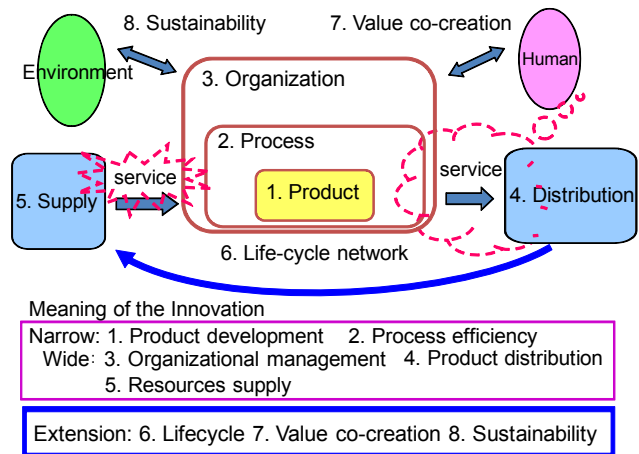 8. Sustainability
7. Value co-creation
Environment
Human
3. Organization
2. Process
service
service
1. Product
5. Supply
4. Distribution
6. Life-cycle network
Meaning of the Innovation
Narrow: 1. Product development 2. Process efficiency
Wide: 3. Organizational management 4. Product distribution
5. Resources supply
Extension: 6. Lifecycle 7. Value co-creation 8. Sustainability